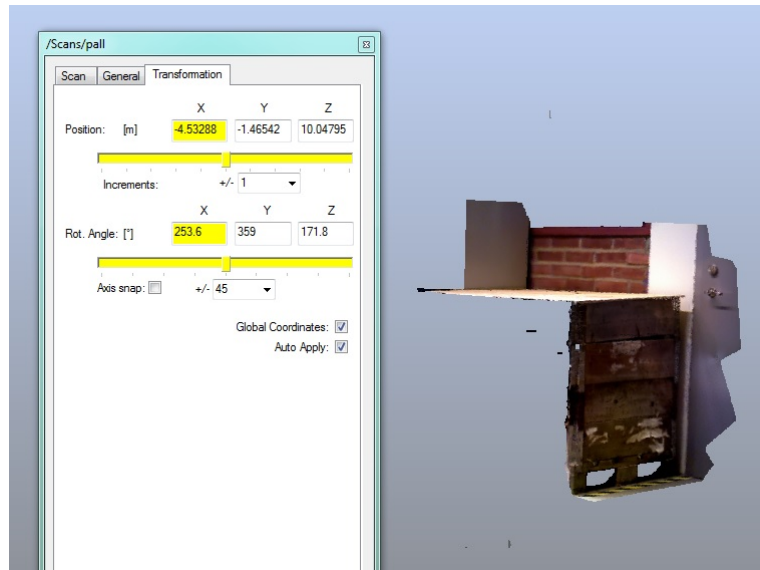 /Scans/pall
Scan General Transformation
X Y Z
Position: [m] -4.53288 -1.46542 10.04795
Increments: +/- 1
X Y Z
Rot. Angle: [°] 253.6 359 171.8
Axis snap: +/- 45
Global Coordinates:
Auto Apply: